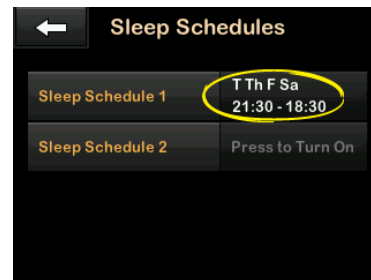 Sleep Schedules
Sleep Schedule 1
T Th F Sa
21:30 - 18:30
Sleep Schedule 2
Press to Turn On